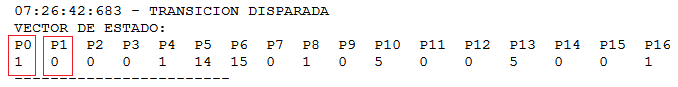 07:26:42:683 - TRANSICION DISPARADA
VECTOR DE ESTADO:
P0 P1 P2 P3 P4 P5 P6 P7 P8 P9 P10 P11 P12 P13 P14 P15 P16
1 0 0 0 1 14 15 0 1 0 5 0 0 5 0 0 1
------------------------